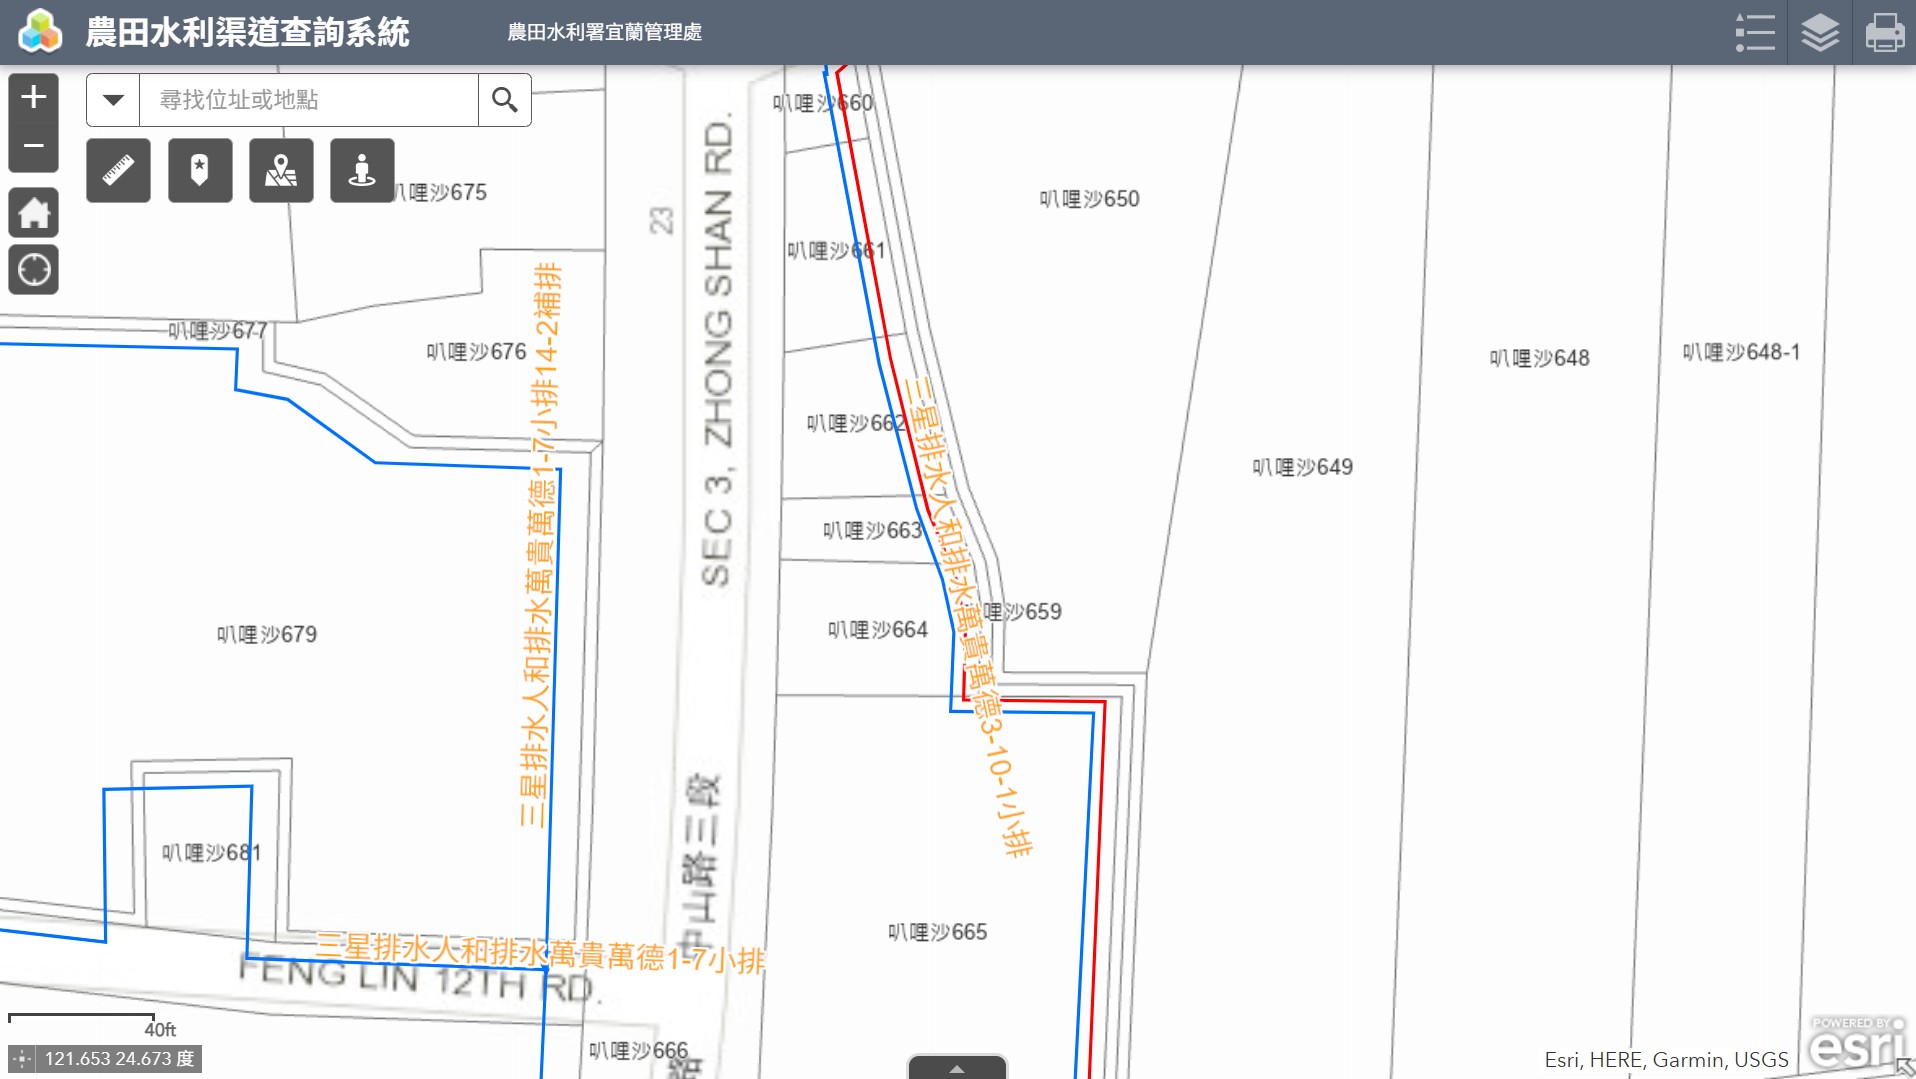 農田水利渠道查詢系統
農田水利署宜蘭管理處
+
−
尋找位址或地點
叭哩沙660
叭哩沙675
叭哩沙650
23
SEC 3, ZHONG SHAN RD.
叭哩沙661
叭哩沙677
叭哩沙676
叭哩沙648
叭哩沙648-1
叭哩沙662
叭哩沙649
三星排水人和排水萬貴萬德1-7小排14-2補排
三星排水人和排水萬貴萬德3-10-1小排
叭哩沙663
哩沙659
叭哩沙679
叭哩沙664
中山路三段
叭哩沙681
叭哩沙665
三星排水人和排水萬貴萬德1-7小排
FENG LIN 12TH RD.
40ft
叭哩沙666
路
121.653 24.673 度
Esri, HERE, Garmin, USGS
POWERED BY
esri